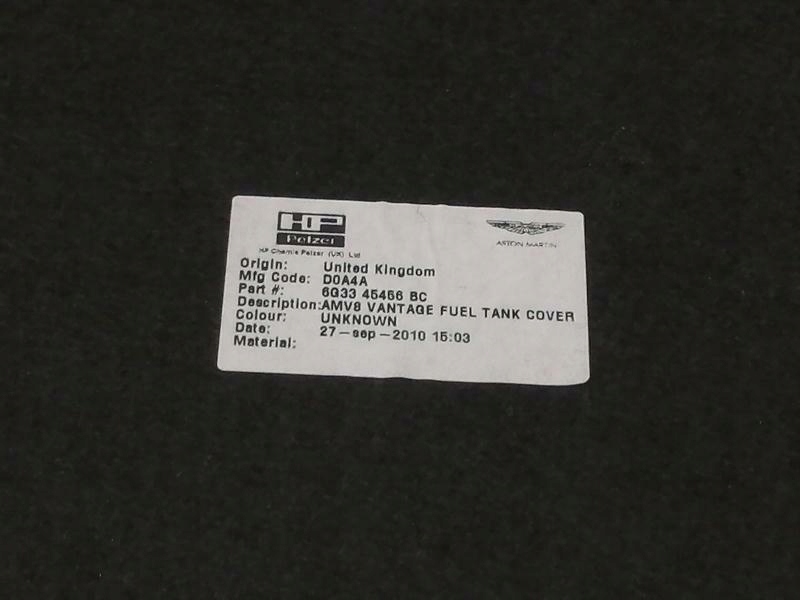 HP
Pelzer
HP Chemie Pelzer (UK) Ltd
ASTON MARTIN
Origin: United Kingdom
Mfg Code: D0A4A
Part #: 6G33 45466 BC
Description: AMV8 VANTAGE FUEL TANK COVER
Colour: UNKNOWN
Date: 27-sep-2010 15:03
Material: